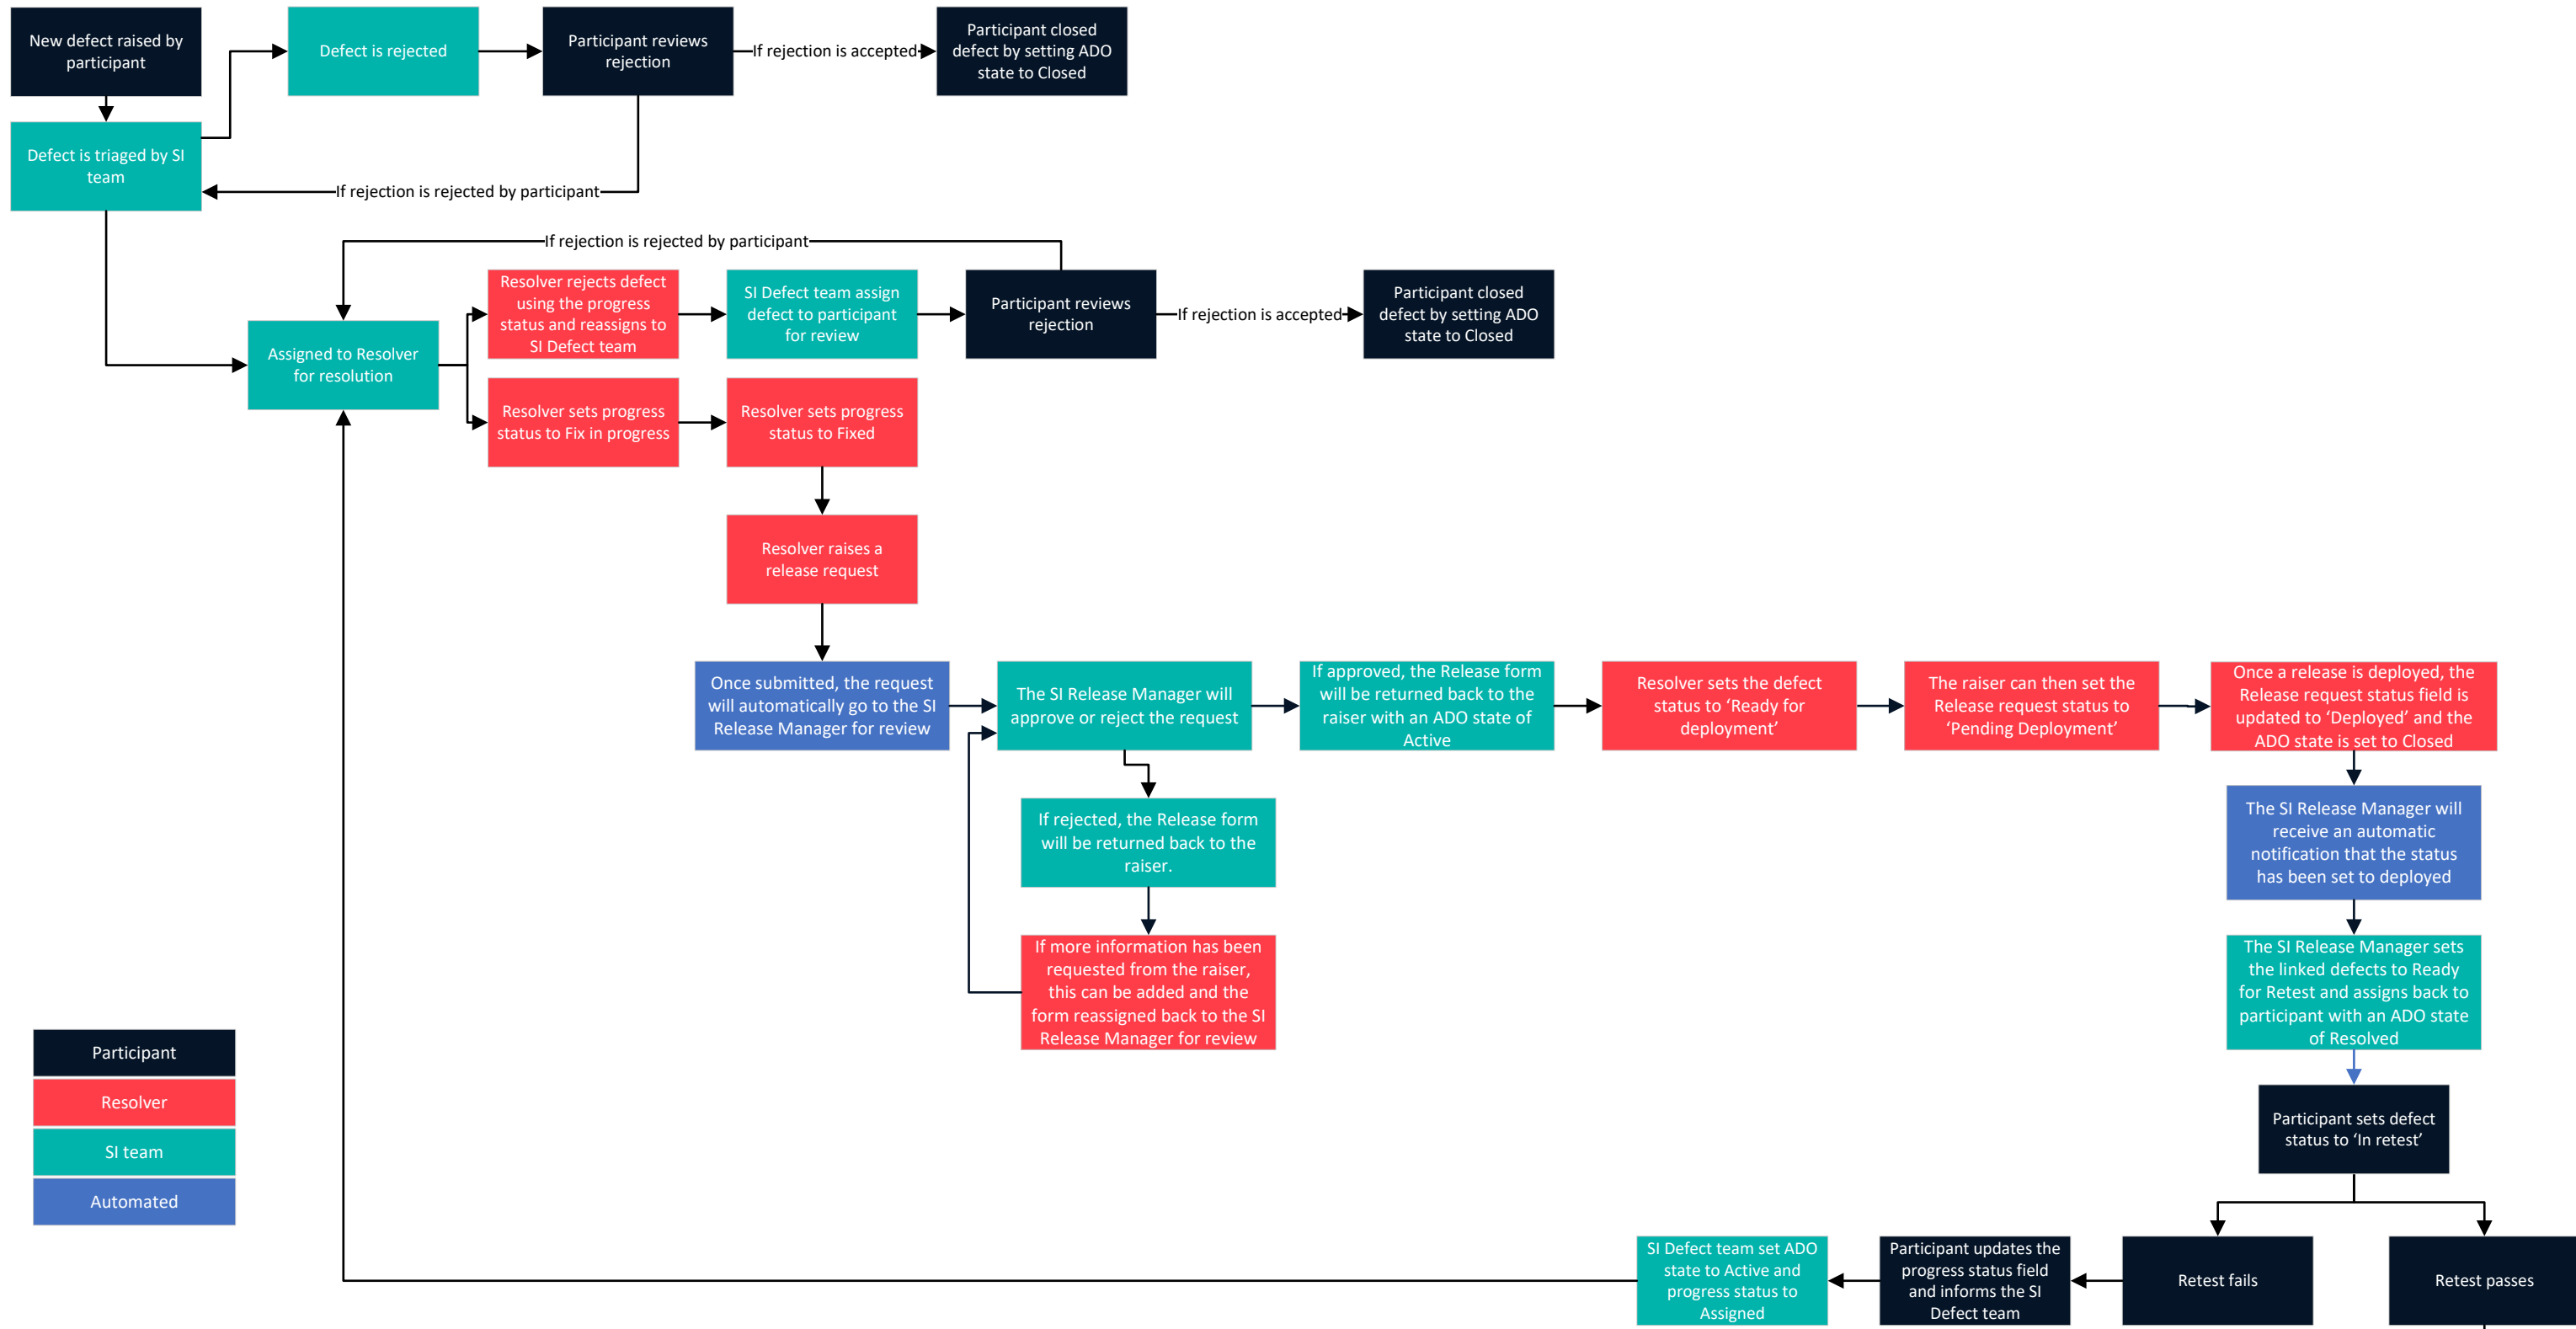 New defect raised by
participant
Defect is rejected
Participant reviews
rejection
If rejection is accepted
Participant closed
defect by setting ADO
state to Closed
Defect is triaged by SI
team
If rejection is rejected by participant
If rejection is rejected by participant
Resolver rejects defect
using the progress
status and reassigns to
SI Defect team
SI Defect team assign
defect to participant
for review
Participant reviews
rejection
If rejection is accepted
Participant closed
defect by setting ADO
state to Closed
Assigned to Resolver
for resolution
Resolver sets progress
status to Fix in progress
Resolver sets progress
status to Fixed
Resolver raises a
release request
Once submitted, the request
will automatically go to the SI
Release Manager for review
The SI Release Manager will
approve or reject the request
If approved, the Release form
will be returned back to the
raiser with an ADO state of
Active
Resolver sets the defect
status to ‘Ready for
deployment’
The raiser can then set the
Release request status to
‘Pending Deployment’
Once a release is deployed, the
Release request status field is
updated to ‘Deployed’ and the
ADO state is set to Closed
If rejected, the Release form
will be returned back to the
raiser.
The SI Release Manager will
receive an automatic
notification that the status
has been set to deployed
If more information has been
requested from the raiser,
this can be added and the
form reassigned back to the SI
Release Manager for review
The SI Release Manager sets
the linked defects to Ready
for Retest and assigns back to
participant with an ADO state
of Resolved
Participant
Resolver
SI team
Automated
Participant sets defect
status to ‘In retest’
SI Defect team set ADO
state to Active and
progress status to
Assigned
Participant updates the
progress status field
and informs the SI
Defect team
Retest fails
Retest passes